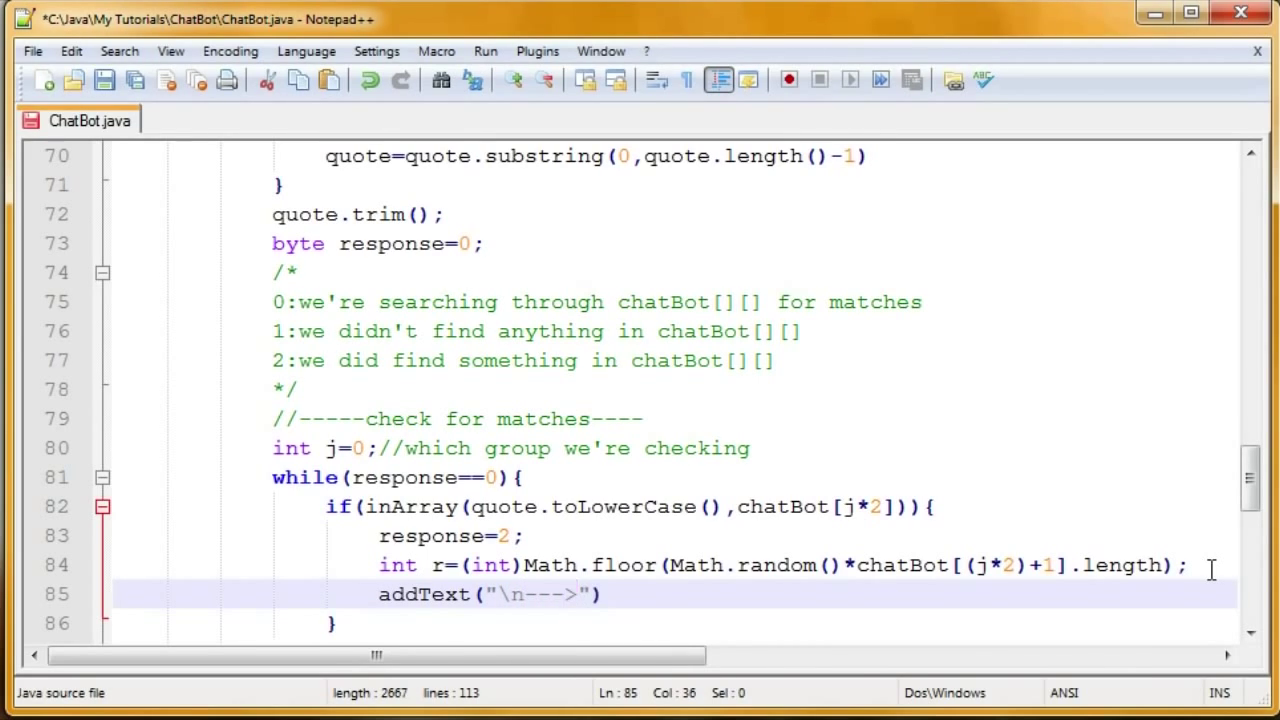 *C:\Java\My Tutorials\ChatBot\ChatBot.java - Notepad++
File Edit Search View Encoding Language Settings Macro Run Plugins Window ? X
ABC
ChatBot.java
70 quote=quote.substring(0,quote.length()-1)
71 }
72 quote.trim();
73 byte response=0;
74 /*
75 0:we're searching through chatBot[][] for matches
76 1:we didn't find anything in chatBot[][]
77 2:we did find something in chatBot[][]
78 */
79 //-----check for matches----
80 int j=0;//which group we're checking
81 while(response==0){
82 if(inArray(quote.toLowerCase(),chatBot[j*2])){
83 response=2;
84 int r=(int)Math.floor(Math.random()*chatBot[(j*2)+1].length);
85 addText("\n--->")
86 }
Java source file length : 2667 lines : 113 Ln : 85 Col : 36 Sel : 0 Dos\Windows ANSI INS